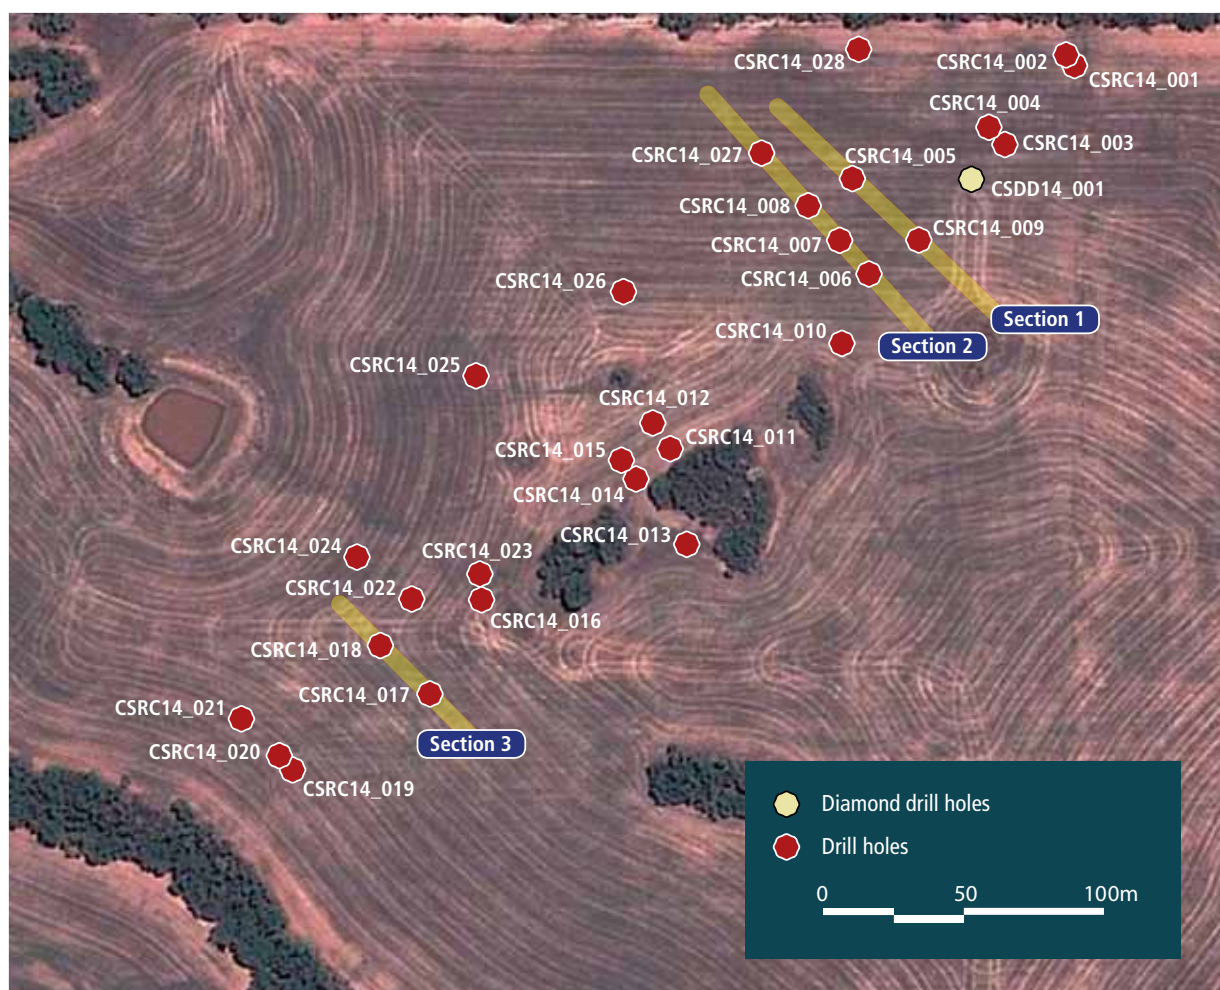 CSRC14_028
CSRC14_002
CSRC14_001
CSRC14_004
CSRC14_003
CSRC14_027
CSRC14_005
CSDD14_001
CSRC14_008
CSRC14_007
CSRC14_009
CSRC14_006
CSRC14_026
Section 1
CSRC14_010
Section 2
CSRC14_025
CSRC14_012
CSRC14_011
CSRC14_015
CSRC14_014
CSRC14_013
CSRC14_024
CSRC14_023
CSRC14_022
CSRC14_016
CSRC14_018
CSRC14_017
CSRC14_021
Section 3
CSRC14_020
CSRC14_019
Diamond drill holes
Drill holes
0 50 100m